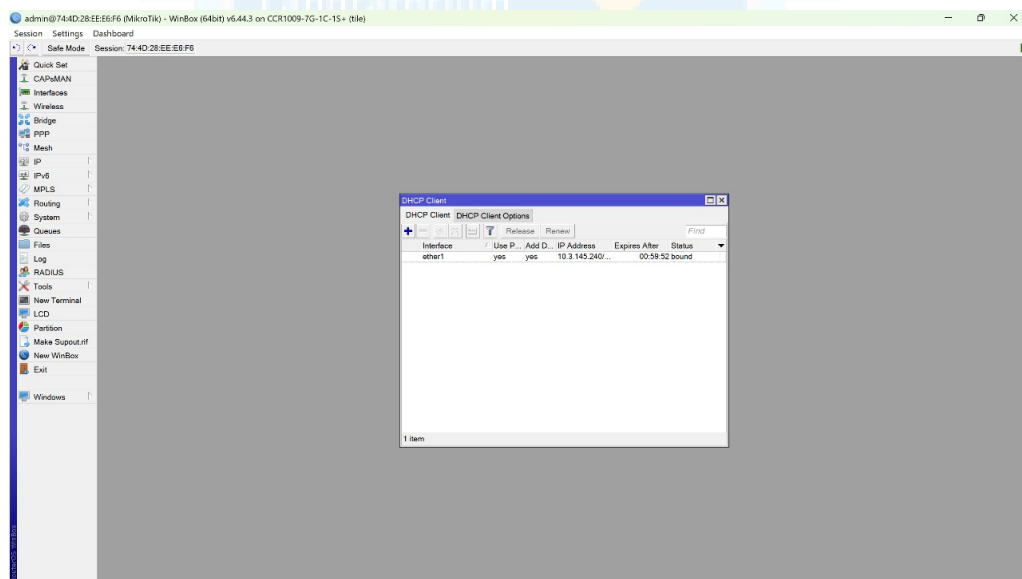 admin@74:4D:28:EE:E6:F6 (MikroTik) - WinBox (64bit) v6.44.3 on CCR1009-7G-1C-1S+ (tile)
Session Settings Dashboard
Safe Mode Session: 74:4D:28:EE:E6:F6
Quick Set
CAPsMAN
Interfaces
Wireless
Bridge
PPP
Mesh
IP
IPv6
MPLS
Routing
System
Queues
Files
Log
RADIUS
Tools
New Terminal
LCD
Partition
Make Supout.rif
New WinBox
Exit
Windows
DHCP Client
DHCP Client DHCP Client Options
Release Renew Find
Interface Use P... Add D... IP Address Expires After Status
ether1 yes yes 10.3.145.240/... 00:59:52 bound
1 item
RouterOS WinBox